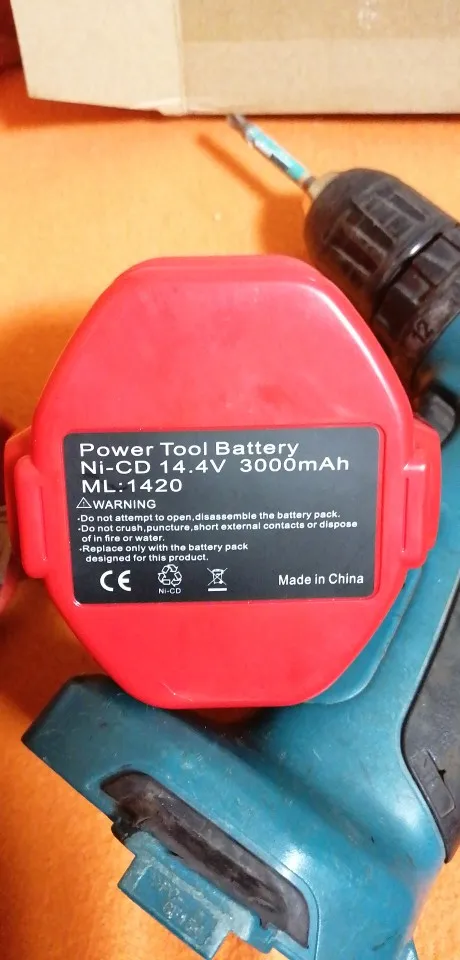 Power Tool Battery
Ni-CD 14.4V 3000mAh
ML:1420
⚠WARNING
·Do not attempt to open,disassemble the battery pack.
·Do not crush,puncture,short external contacts or dispose
of in fire or water.
·Replace only with the battery pack
designed for this product.
CE
Ni-CD
Made in China
12